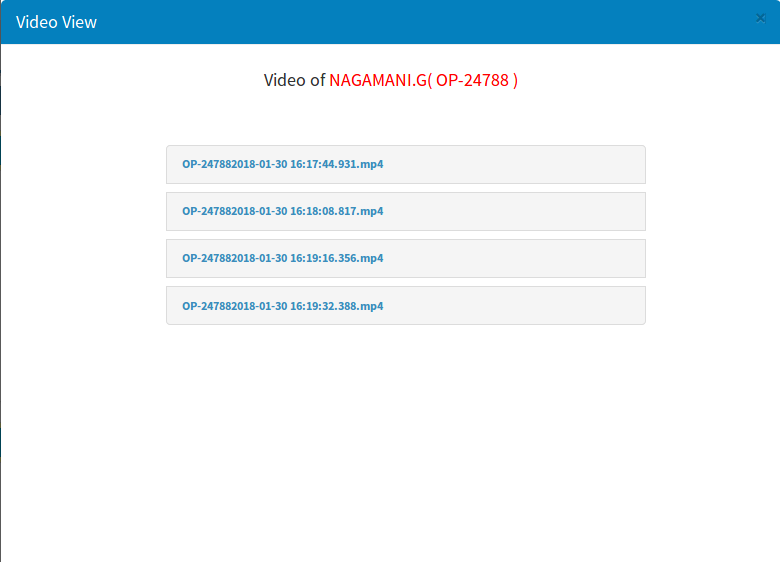 Video View
×
Video of NAGAMANI.G( OP-24788 )
OP-247882018-01-30 16:17:44.931.mp4
OP-247882018-01-30 16:18:08.817.mp4
OP-247882018-01-30 16:19:16.356.mp4
OP-247882018-01-30 16:19:32.388.mp4